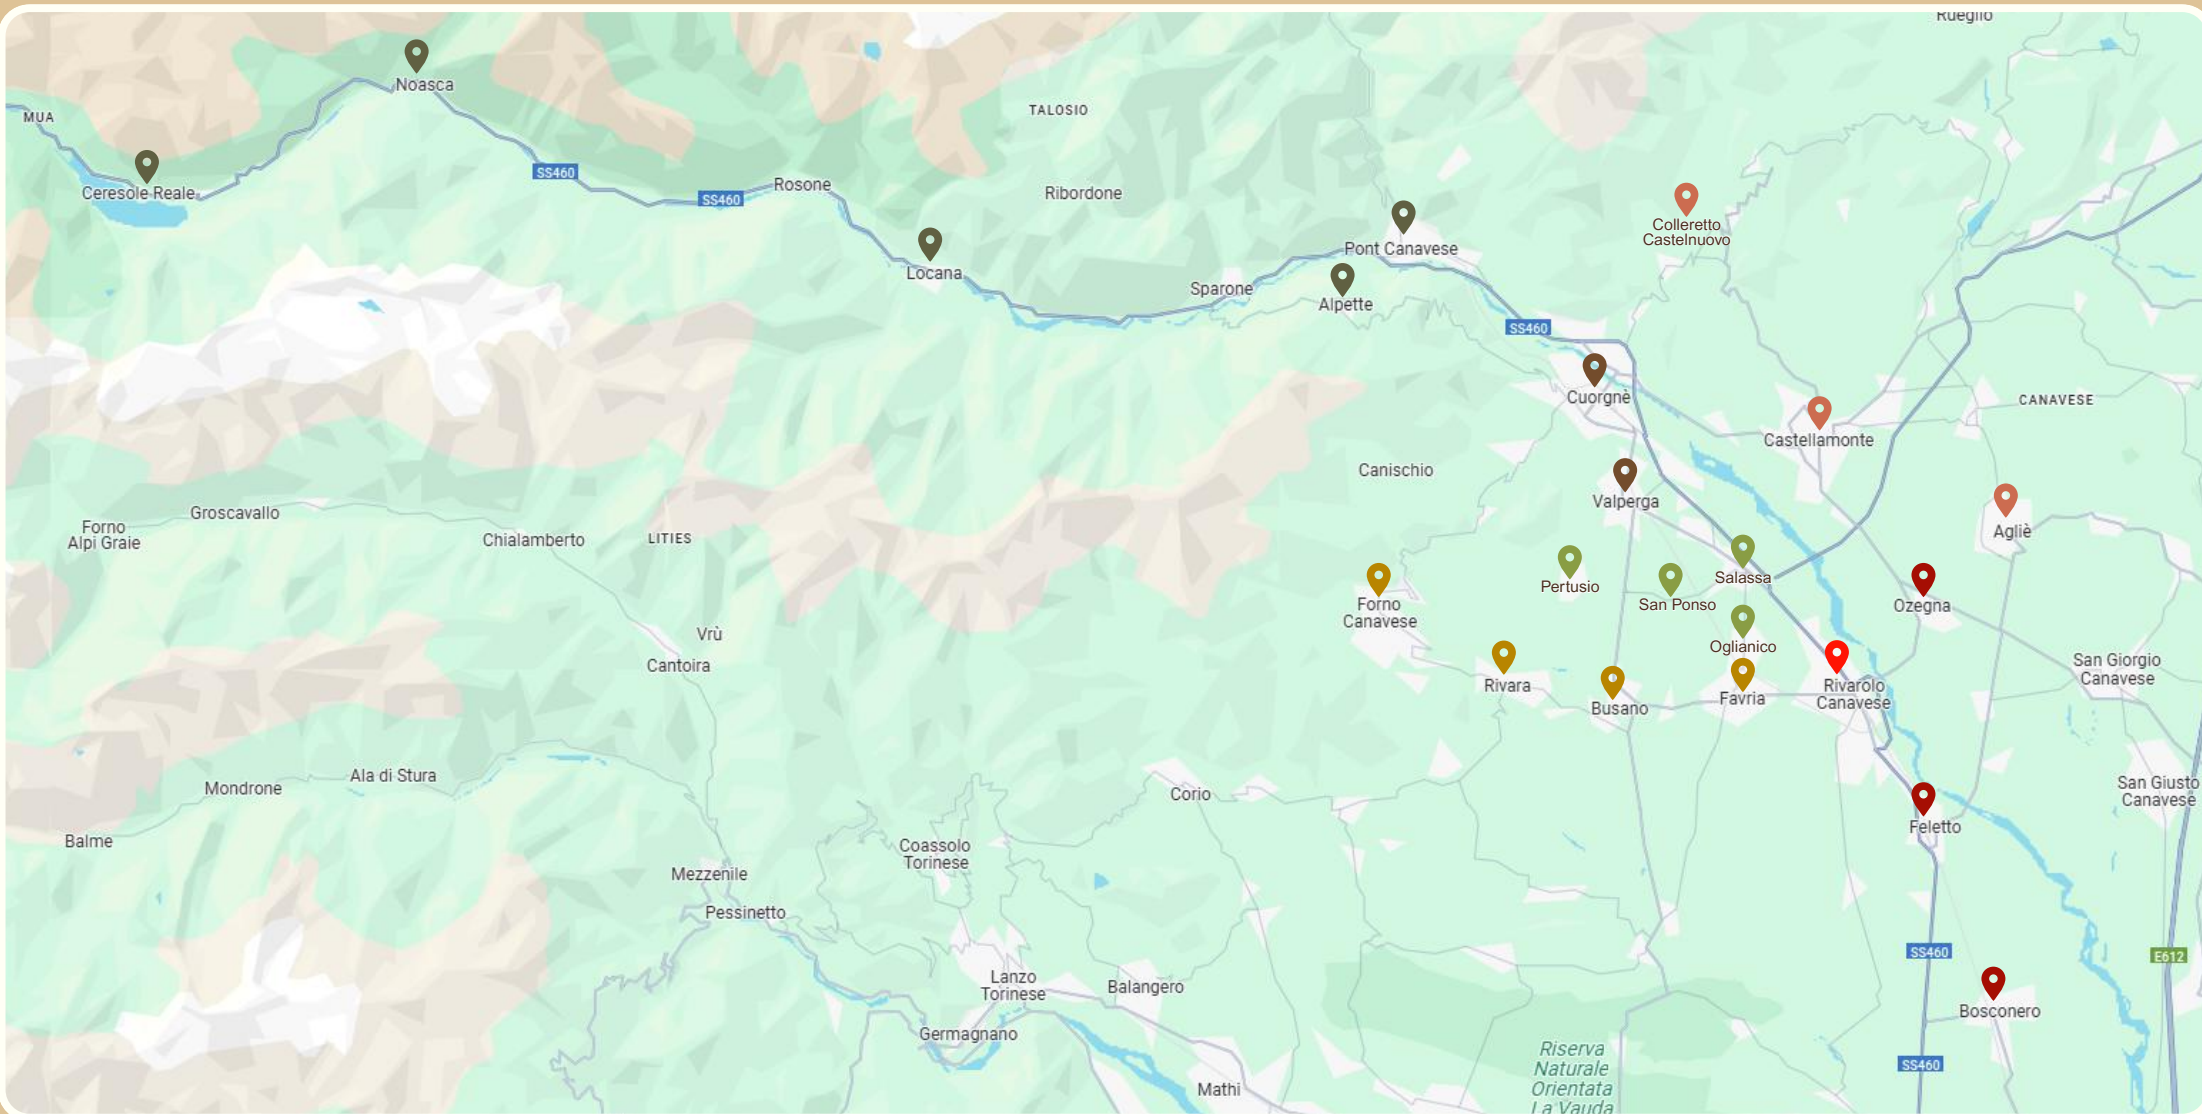 Rueglio
Noasca
TALOSIO
MUA
SS460
Ceresole Reale
SS460
Rosone
Ribordone
Colleretto
Castelnuovo
Pont Canavese
Locana
Sparone
Alpette
SS460
Cuorgnè
CANAVESE
Castellamonte
Canischio
Valperga
Groscavallo
Forno
Alpi Graie
Chialamberto
LITIES
Agliè
Salassa
Pertusio
San Ponso
Ozegna
Forno
Canavese
Vrù
Cantoira
Oglianico
San Giorgio
Canavese
Rivara
Busano
Favria
Rivarolo
Canavese
Ala di Stura
Mondrone
Corio
San Giusto
Canavese
Balme
Feletto
Coassolo
Torinese
Mezzenile
Pessinetto
SS460
E612
Lanzo
Torinese
Balangero
Bosconero
Germagnano
Riserva
Naturale
Orientata
La Vauda
SS460
Mathi